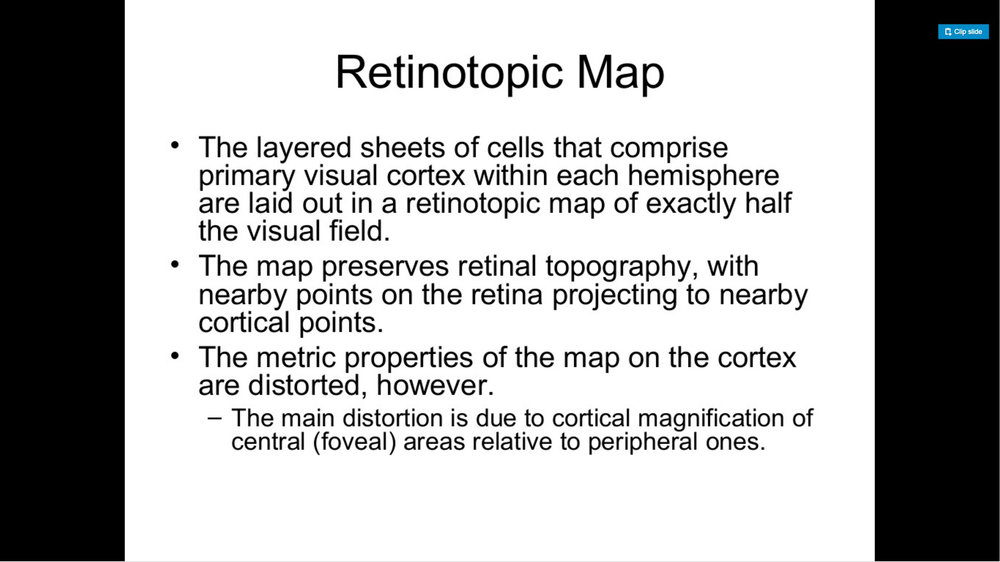 Clip slide
Retinotopic Map
• The layered sheets of cells that comprise
primary visual cortex within each hemisphere
are laid out in a retinotopic map of exactly half
the visual field.
• The map preserves retinal topography, with
nearby points on the retina projecting to nearby
cortical points.
• The metric properties of the map on the cortex
are distorted, however.
– The main distortion is due to cortical magnification of
central (foveal) areas relative to peripheral ones.